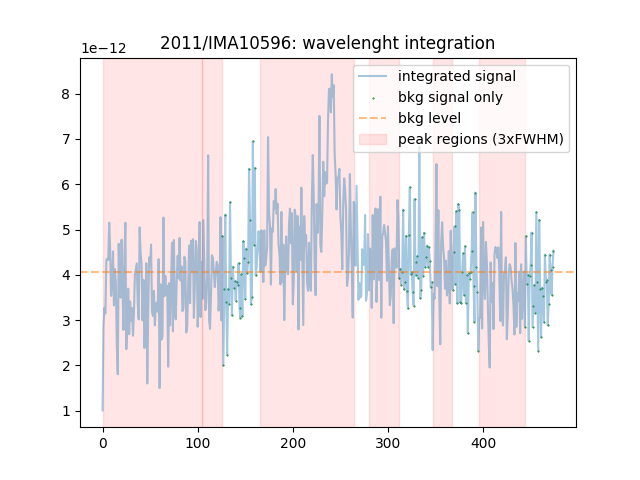 2011/IMA10596: wavelenght integration
1e−12
integrated signal
bkg signal only
bkg level
peak regions (3xFWHM)
8
7
6
5
4
3
2
1
0 100 200 300 400